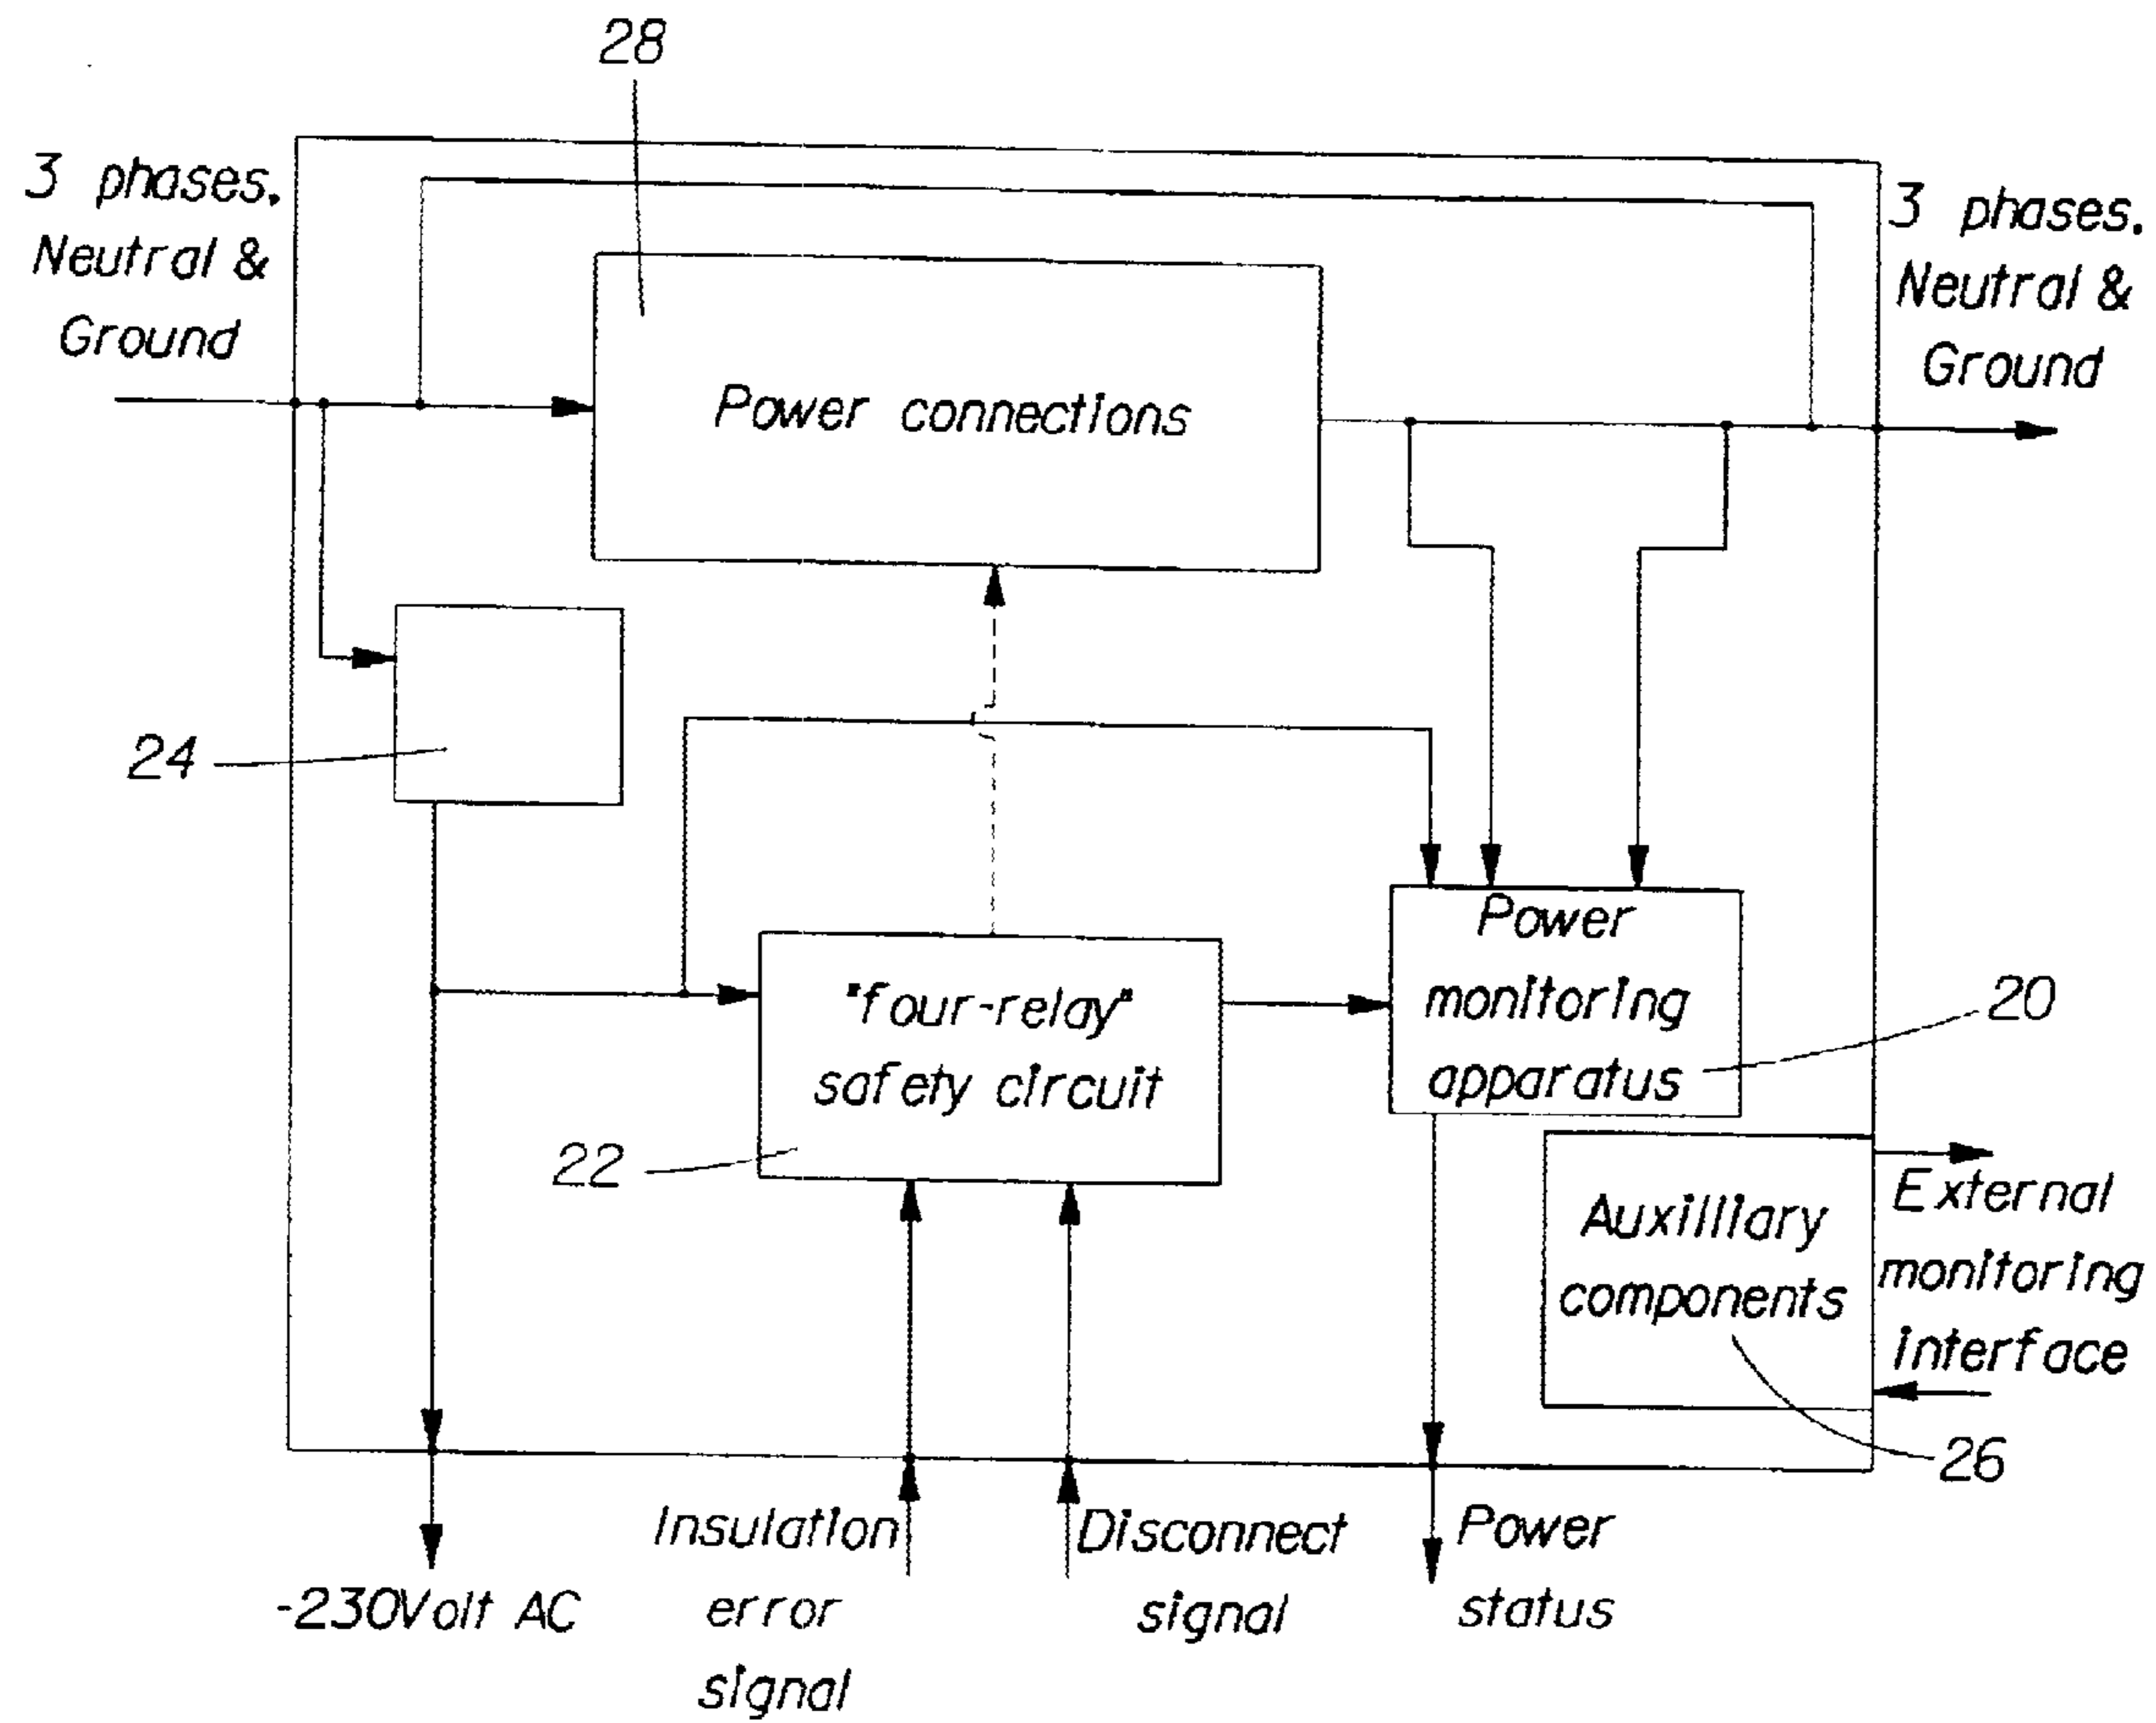 28
3 phases.
Neutral &
Ground
3 phases.
Neutral &
Ground
Power connections
24
Power
monitoring
apparatus
20
"four-relay"
safety circuit
22
Auxilliary
components
External
monitoring
interface
26
-230Volt AC
Insulation
error
signal
Disconnect
signal
Power
status